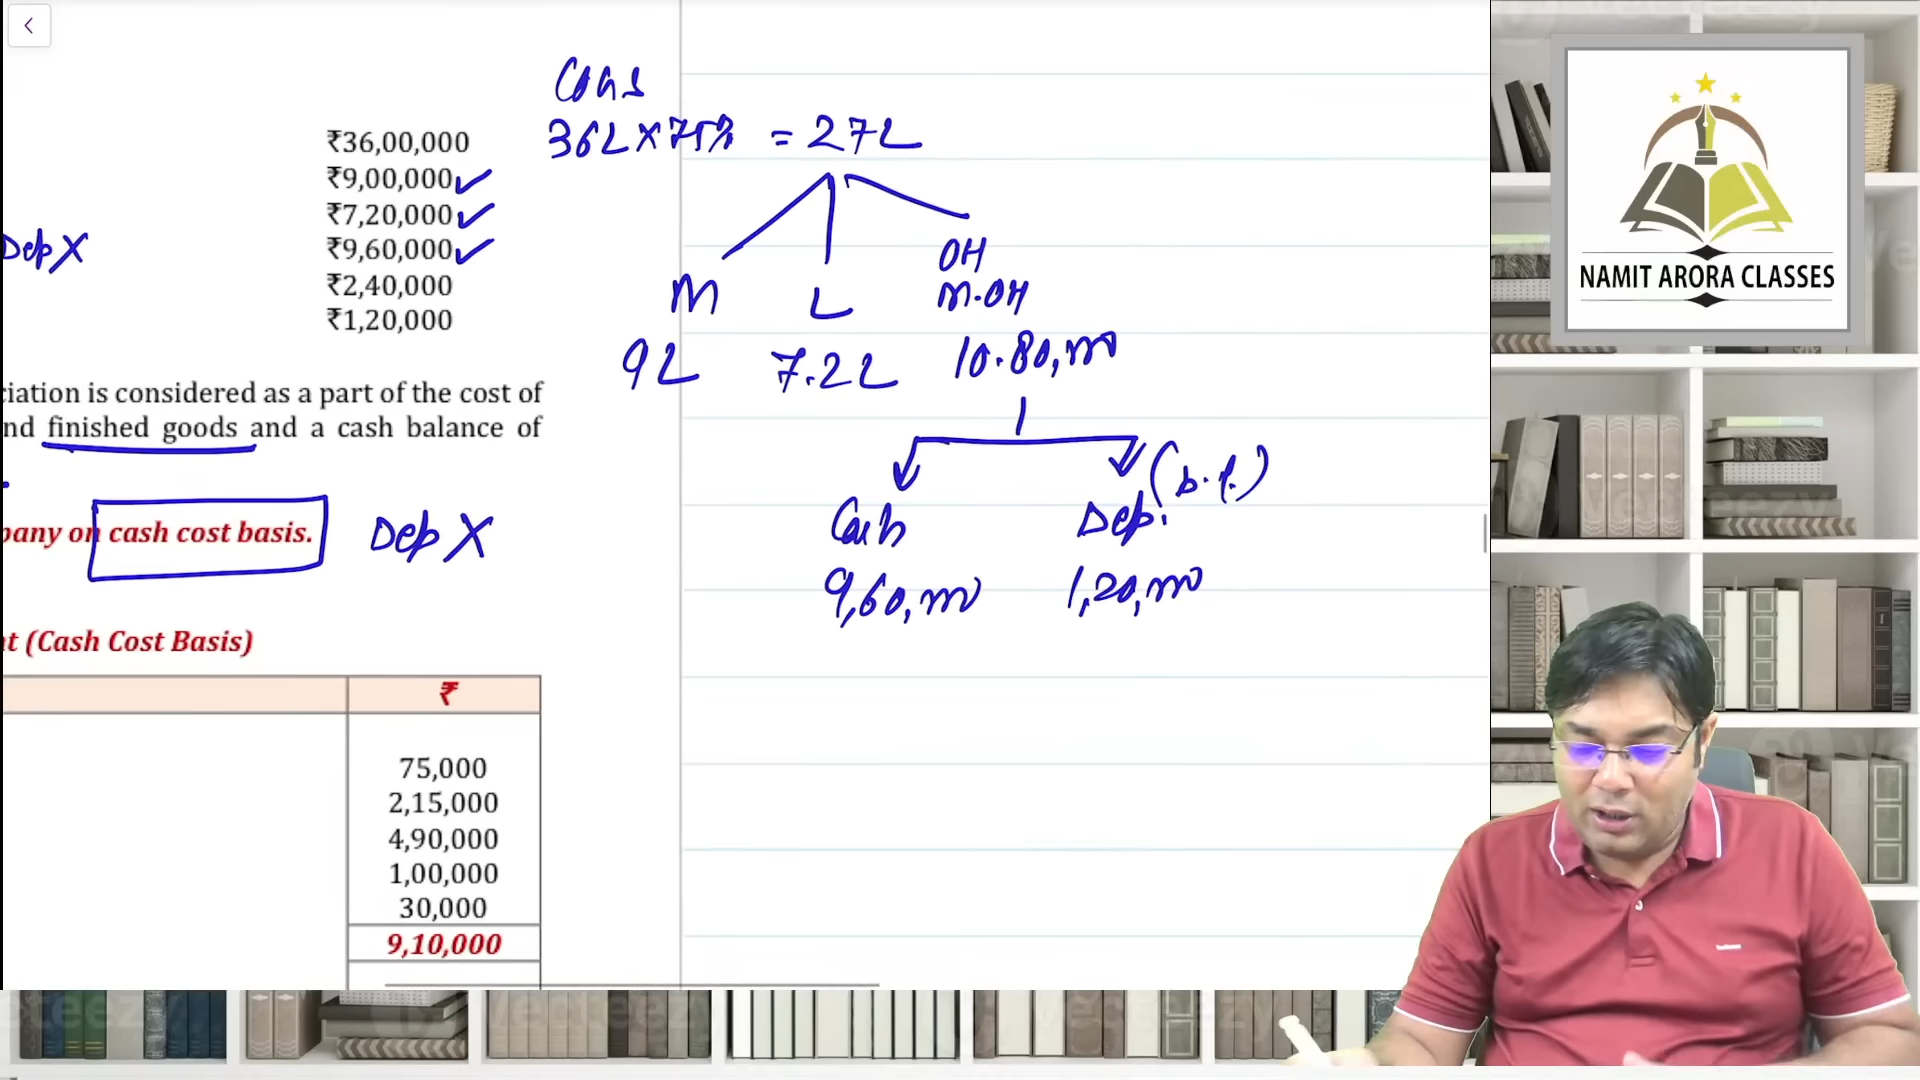 ₹36,00,000
₹9,00,000
₹7,20,000
₹9,60,000
₹2,40,000
₹1,20,000
Dep X
ciation is considered as a part of the cost of
nd finished goods and a cash balance of
pany on cash cost basis.
Dep X
t (Cash Cost Basis)
₹
75,000
2,15,000
4,90,000
1,00,000
30,000
9,10,000
COGS
36L X 75% = 27L
M L OH
M.OH
9L 7.2L 10.80,000
Cash Dep. (b.f.)
9,60,000 1,20,000
NAMIT ARORA CLASSES